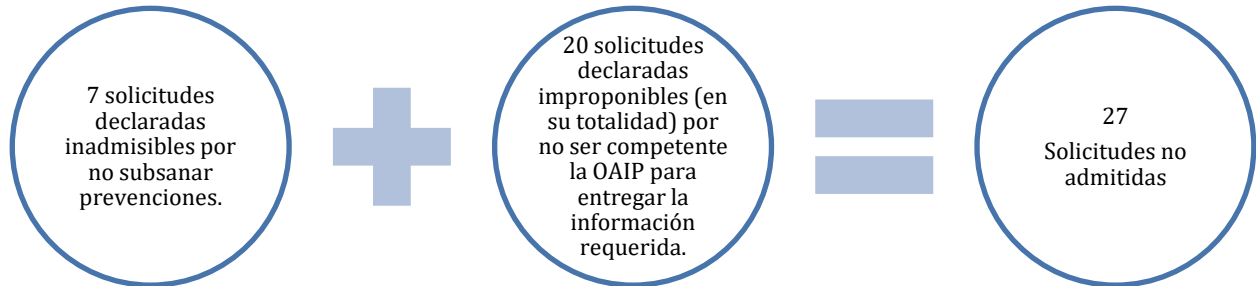 7 solicitudes
declaradas
inadmisibles por
no subsanar
prevenciones.
20 solicitudes
declaradas
improponibles (en
su totalidad) por
no ser competente
la OAIP para
entregar la
información
requerida.
27
Solicitudes no
admitidas